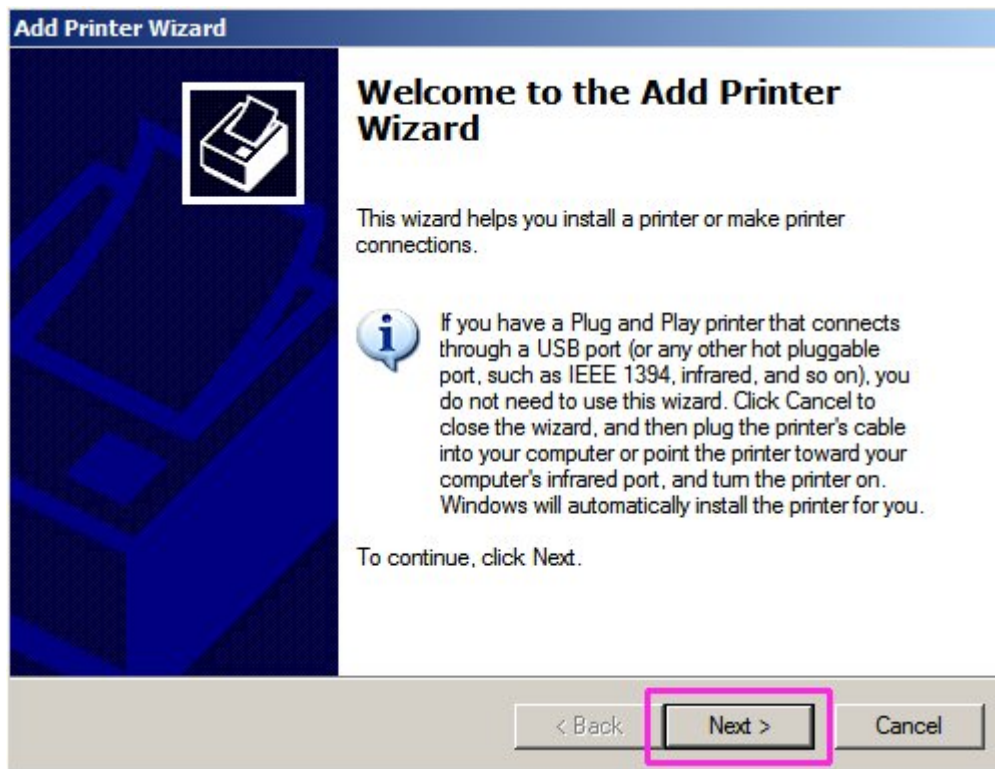 Add Printer Wizard
Welcome to the Add Printer
Wizard
This wizard helps you install a printer or make printer
connections.
If you have a Plug and Play printer that connects
through a USB port (or any other hot pluggable
port, such as IEEE 1394, infrared, and so on), you
do not need to use this wizard. Click Cancel to
close the wizard, and then plug the printer's cable
into your computer or point the printer toward your
computer's infrared port, and turn the printer on.
Windows will automatically install the printer for you.
To continue, click Next.
< Back
Next >
Cancel